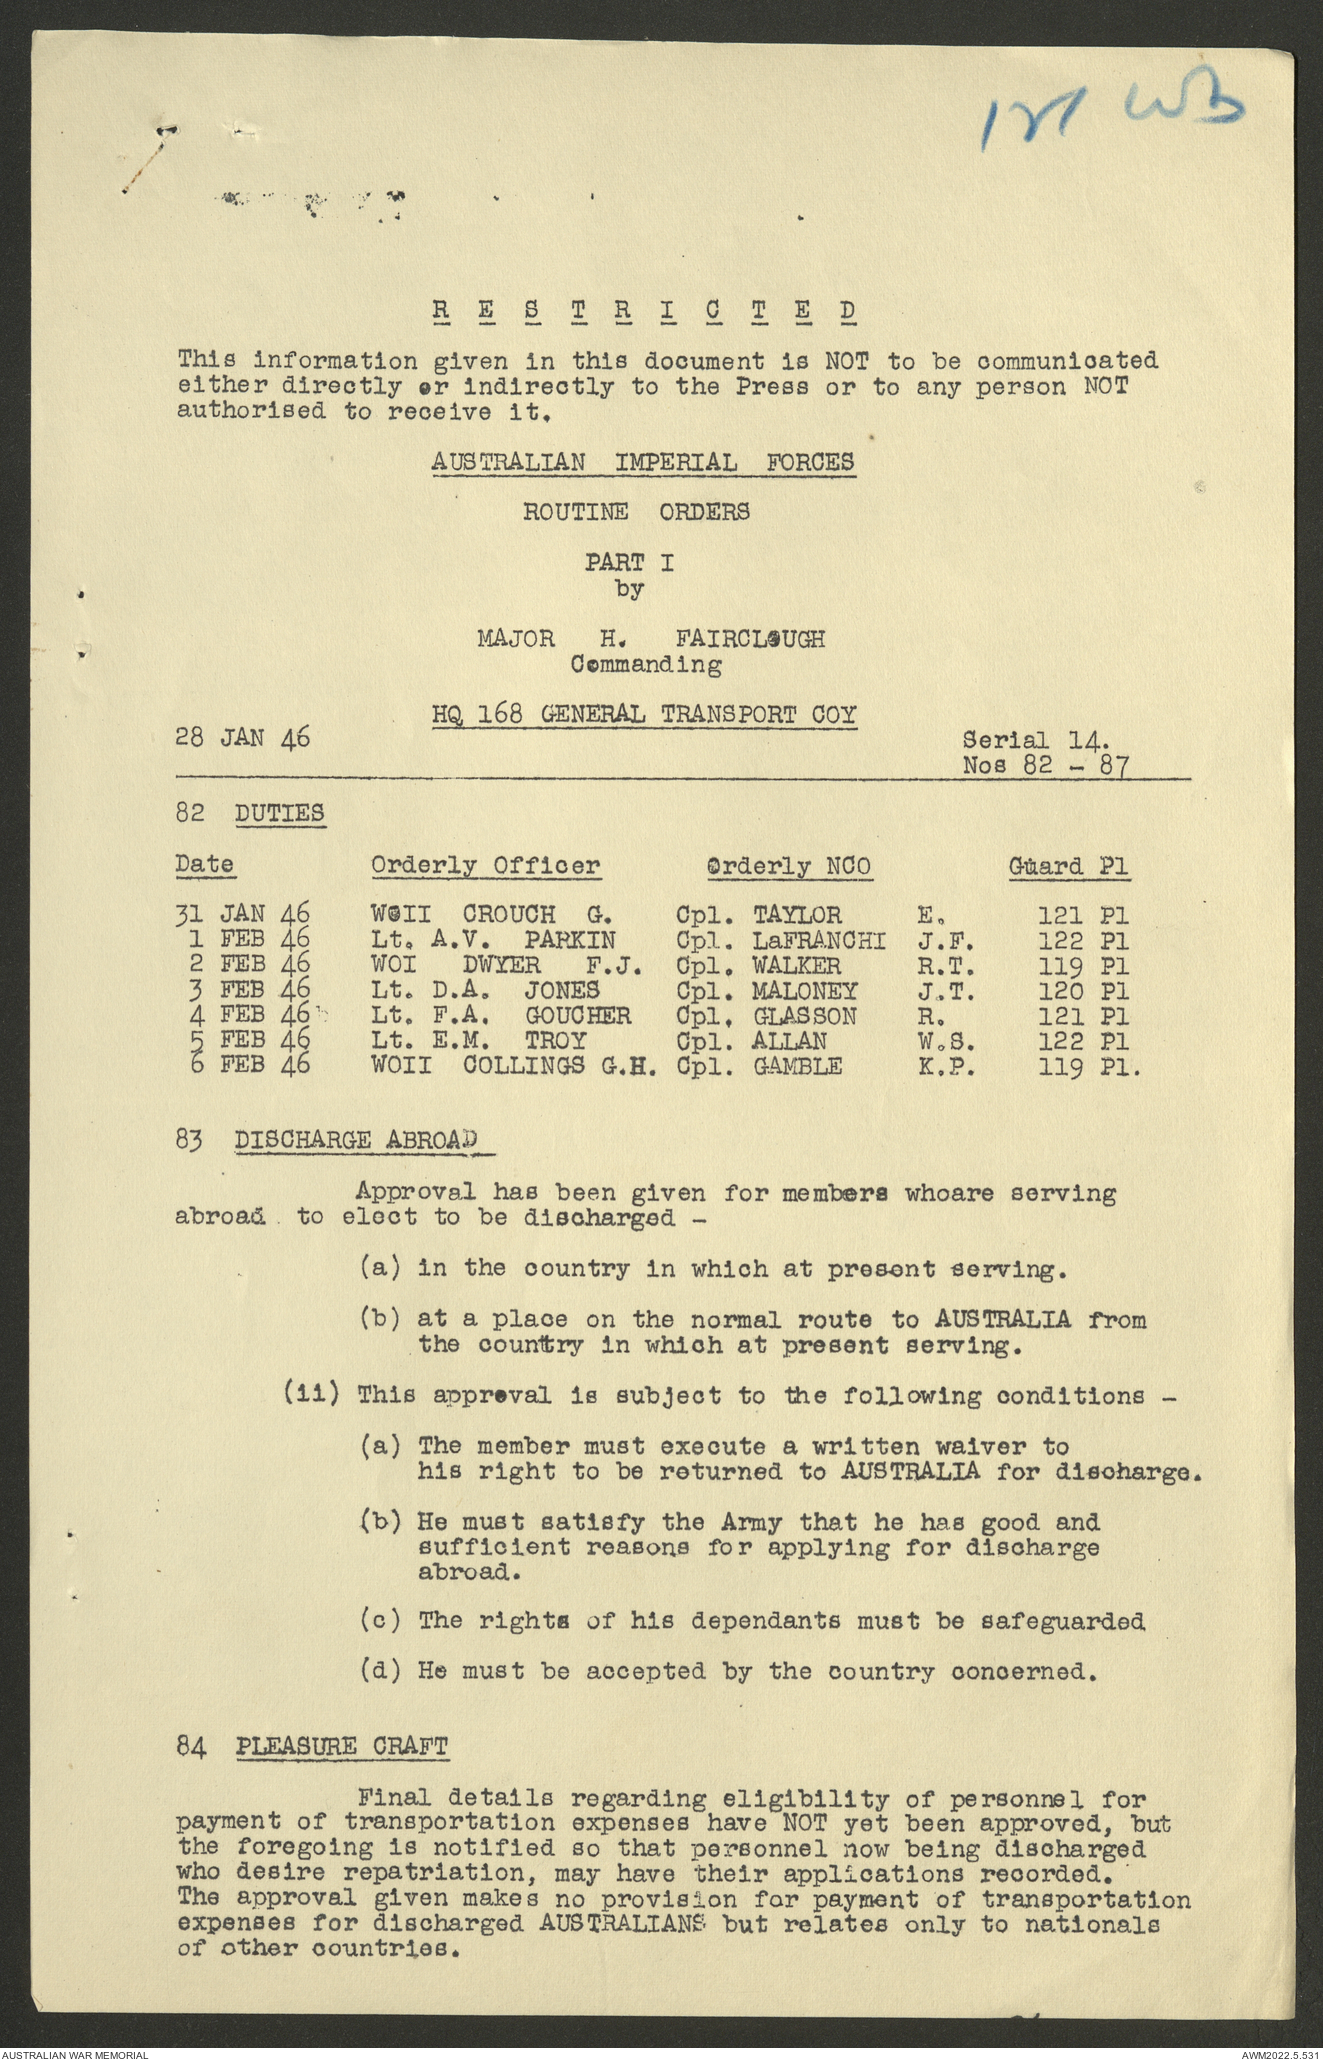 R E S T R I C T E D
This information given in this document is NOT to be communicated
either directly or indirectly to the Press or to any person NOT
authorised to receive it.
AUSTRALIAN IMPERIAL FORCES
ROUTINE ORDERS
PART I
by
MAJOR H. FAIRCLOUGH
Commanding
HQ 168 GENERAL TRANSPORT COY
28 JAN 46
Serial 14.
Nos 82 - 87
82 DUTIES
Date Orderly Officer Orderly NCO Guard Pl
31 JAN 46 WOII CROUCH G. Cpl. TAYLOR E. 121 Pl
1 FEB 46 Lt. A.V. PARKIN Cpl. LaFRANCHI J.F. 122 Pl
2 FEB 46 WOI DWYER F.J. Cpl. WALKER R.T. 119 Pl
3 FEB 46 Lt. D.A. JONES Cpl. MALONEY J.T. 120 Pl
4 FEB 46 Lt. F.A. GOUCHER Cpl. GLASSON R. 121 Pl
5 FEB 46 Lt. E.M. TROY Cpl. ALLAN W.S. 122 Pl
6 FEB 46 WOII COLLINGS G.H. Cpl. GAMBLE K.P. 119 Pl.
83 DISCHARGE ABROAD
Approval has been given for members whoare serving
abroad to elect to be discharged -
(a) in the country in which at present serving.
(b) at a place on the normal route to AUSTRALIA from
the country in which at present serving.
(ii) This approval is subject to the following conditions -
(a) The member must execute a written waiver to
his right to be returned to AUSTRALIA for discharge.
(b) He must satisfy the Army that he has good and
sufficient reasons for applying for discharge
abroad.
(c) The rights of his dependants must be safeguarded
(d) He must be accepted by the country concerned.
84 PLEASURE CRAFT
Final details regarding eligibility of personnel for
payment of transportation expenses have NOT yet been approved, but
the foregoing is notified so that personnel now being discharged
who desire repatriation, may have their applications recorded.
The approval given makes no provision for payment of transportation
expenses for discharged AUSTRALIANS but relates only to nationals
of other countries.
AUSTRALIAN WAR MEMORIAL
AWM2022.5.531